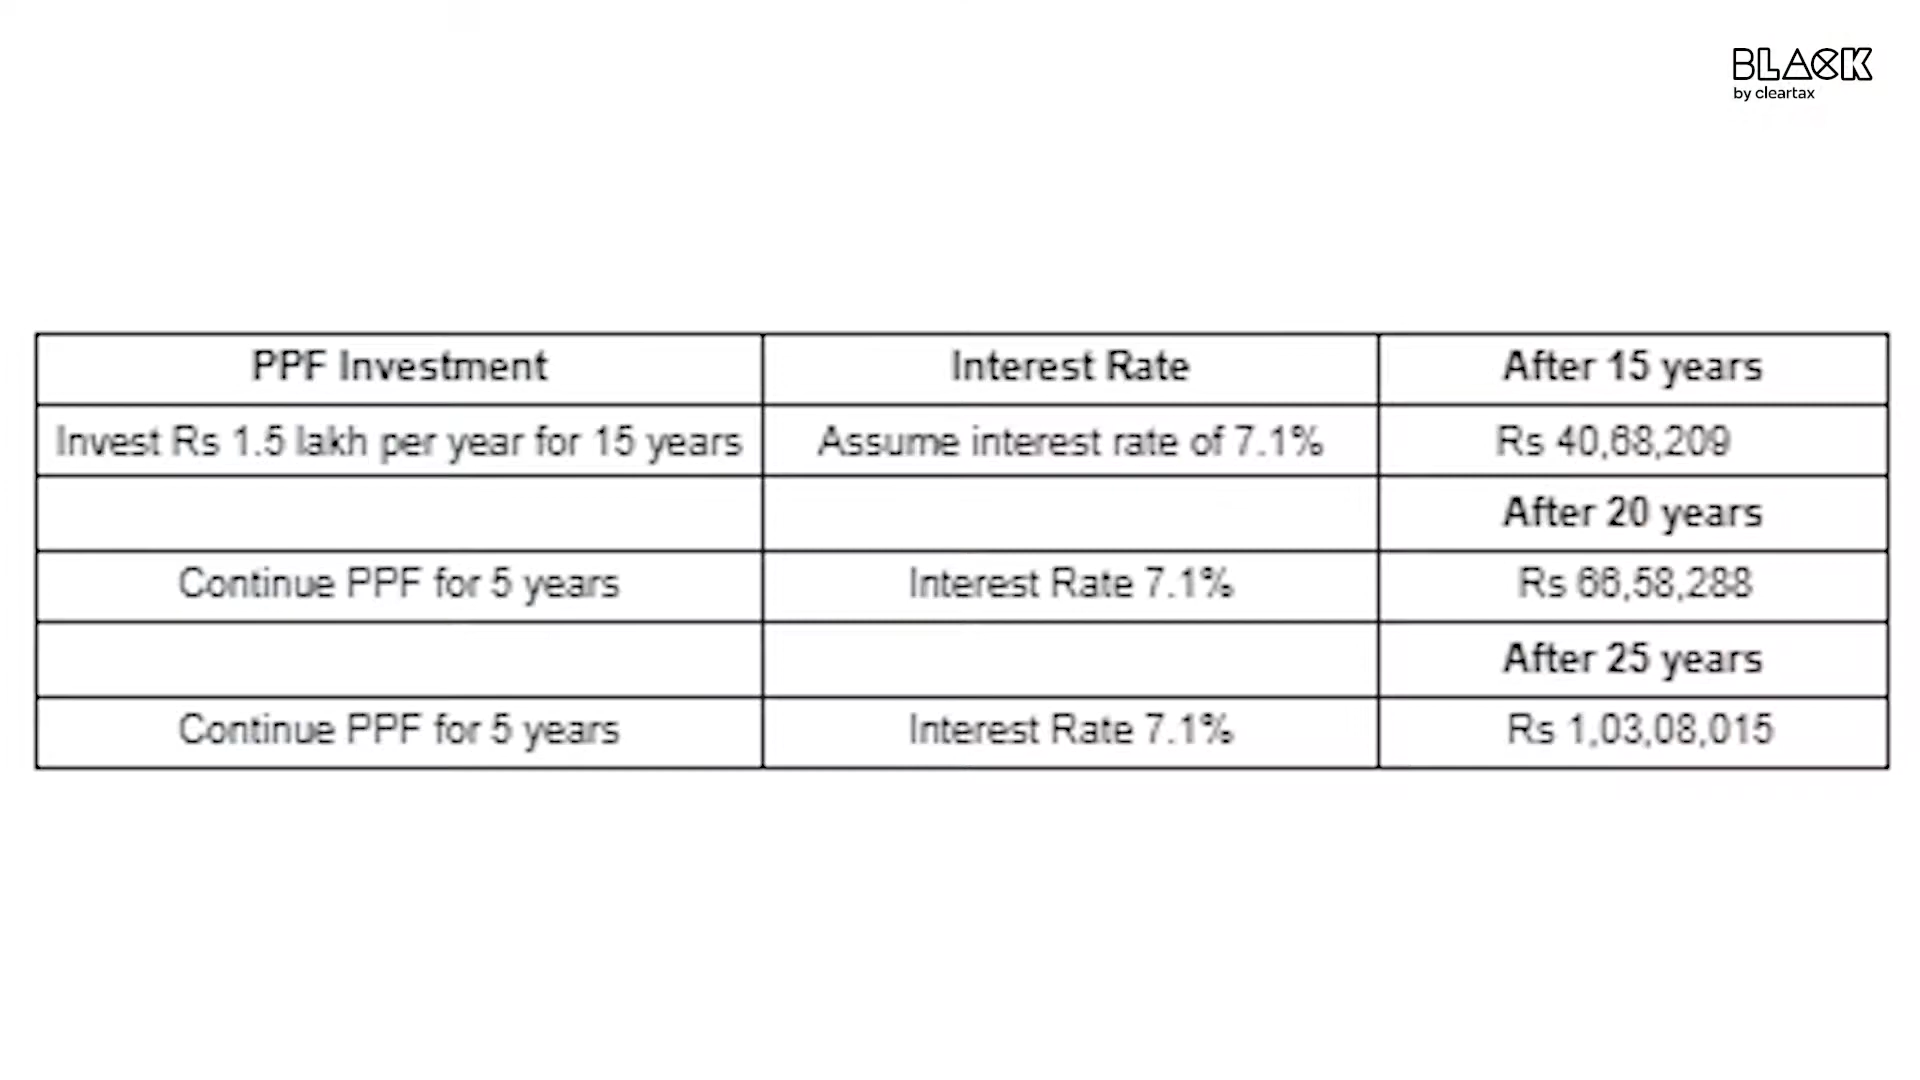 BLACK
by cleartax
PPF Investment Interest Rate After 15 years
Invest Rs 1.5 lakh per year for 15 years Assume interest rate of 7.1% Rs 40,68,209
After 20 years
Continue PPF for 5 years Interest Rate 7.1% Rs 66,58,288
After 25 years
Continue PPF for 5 years Interest Rate 7.1% Rs 1,03,08,015